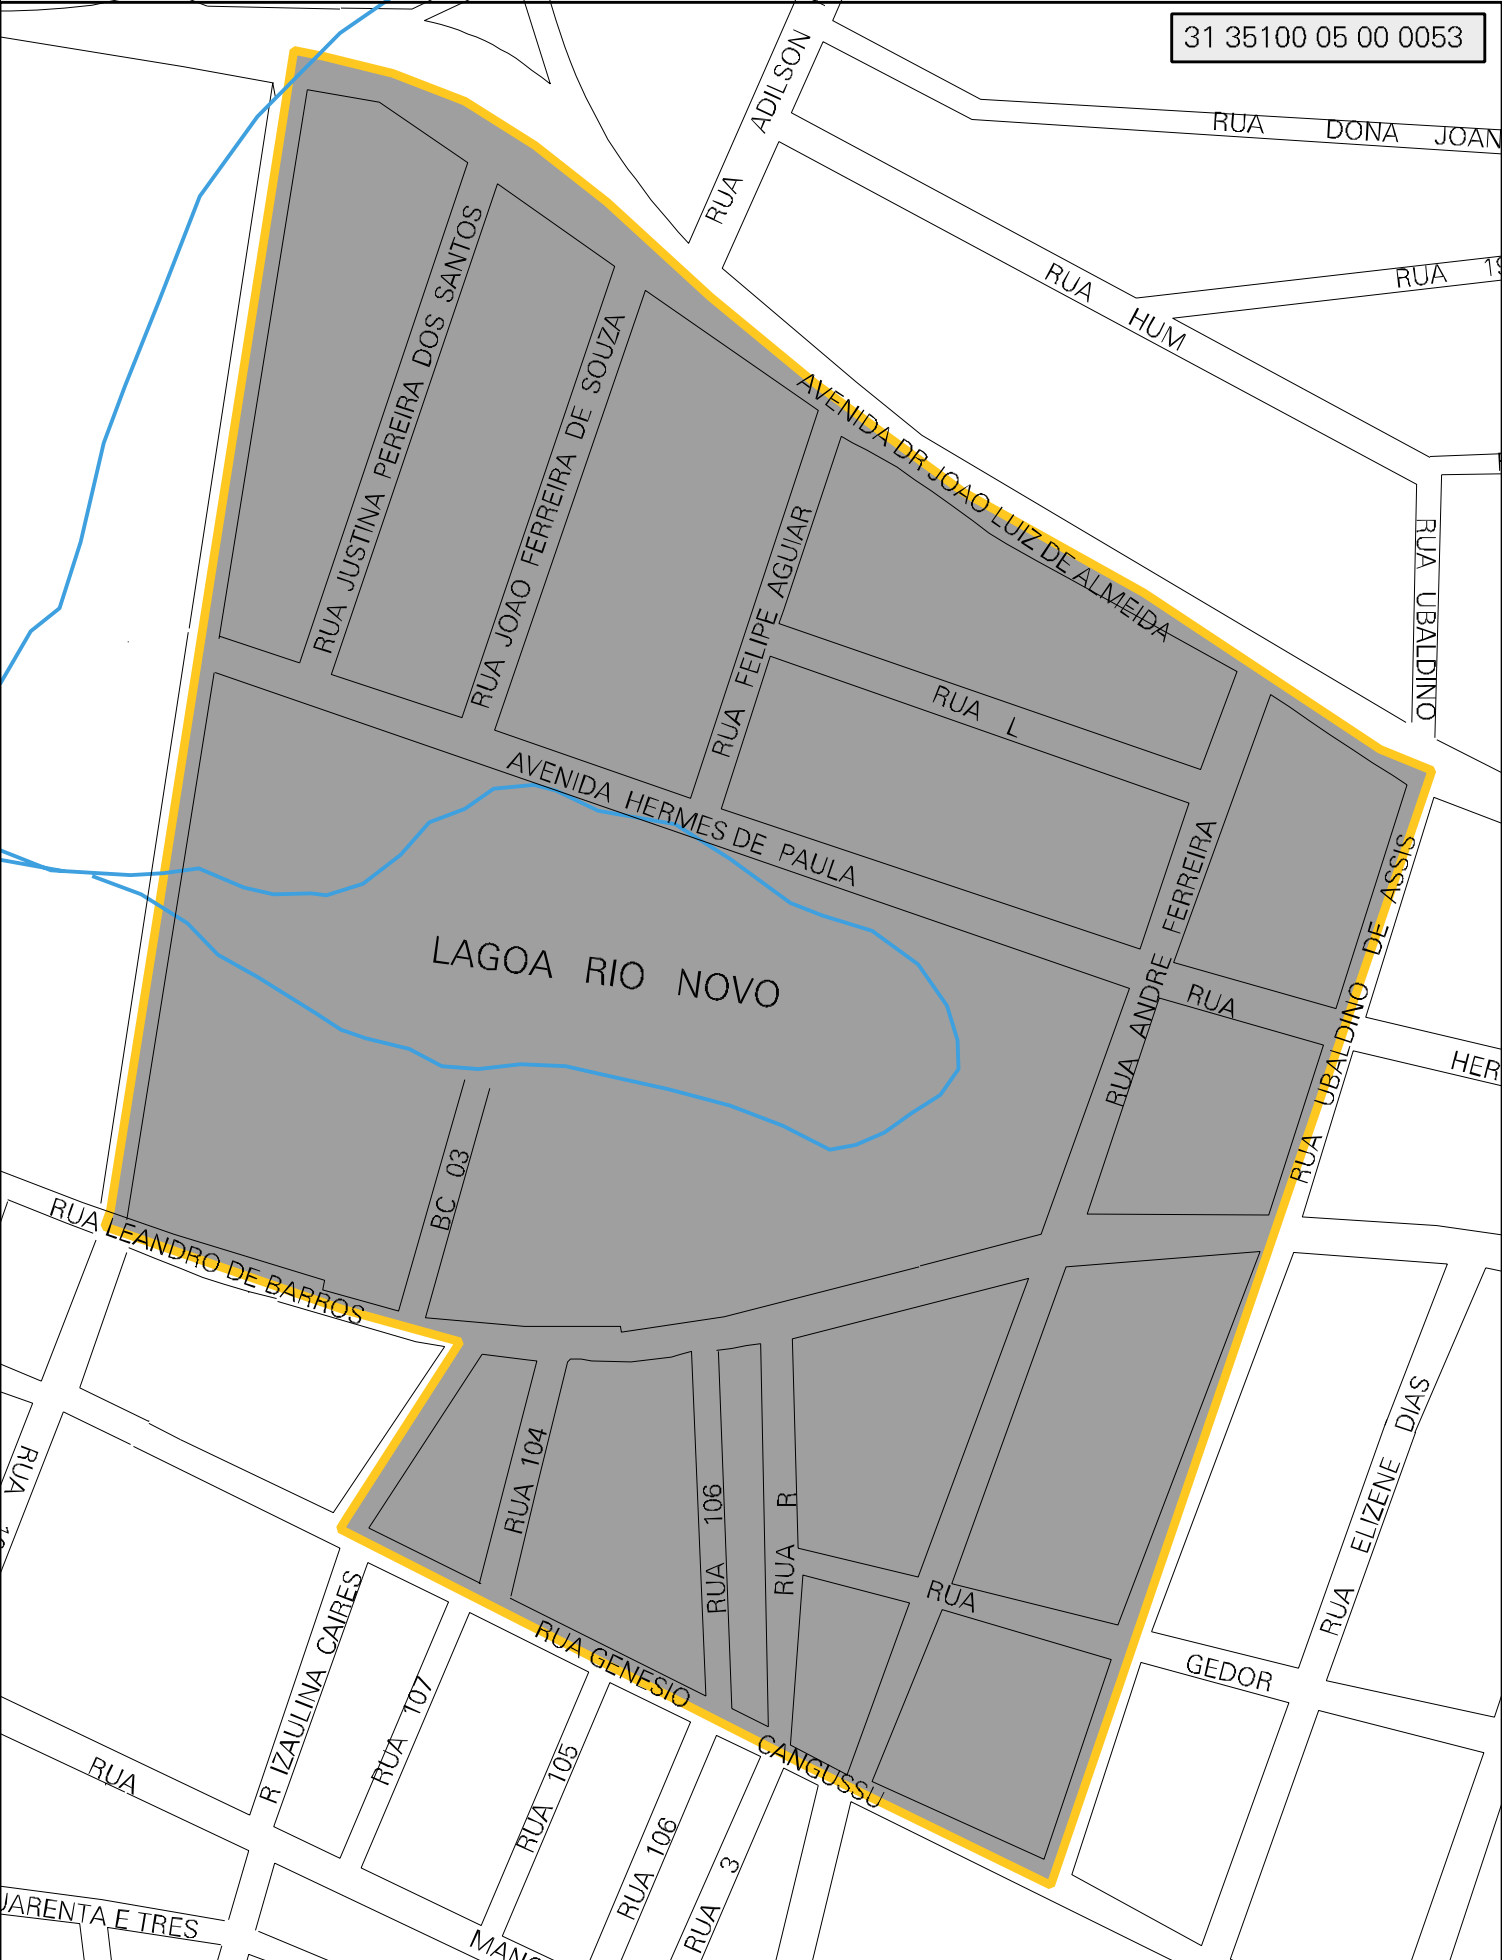 31 35100 05 00 0053
RUA ADILSON
RUA DONA
RUA HUM
RUA
RUA UBALDINO
RUA JUSTINA PEREIRA DOS SANTOS
RUA JOAO FERREIRA DE SOUZA
RUA FELIPE AGUIAR
AVENIDA DR JOAO LUIZ DE ALMEIDA
RUA L
AVENIDA HERMES DE PAULA
RUA ANDRE FERREIRA
RUA UBALDINO DE ASSIS
RUA
LAGOA RIO NOVO
BC 03
RUA LEANDRO DE BARROS
RUA
RUA 104
RUA 106
RUA R
RUA
GEDOR
RUA ELIZENE DIAS
RUA GENESIO CANGUSSU
R IZAULINA CAIRES
RUA 107
RUA 105
RUA 106
RUA 3
RUA
E TRES